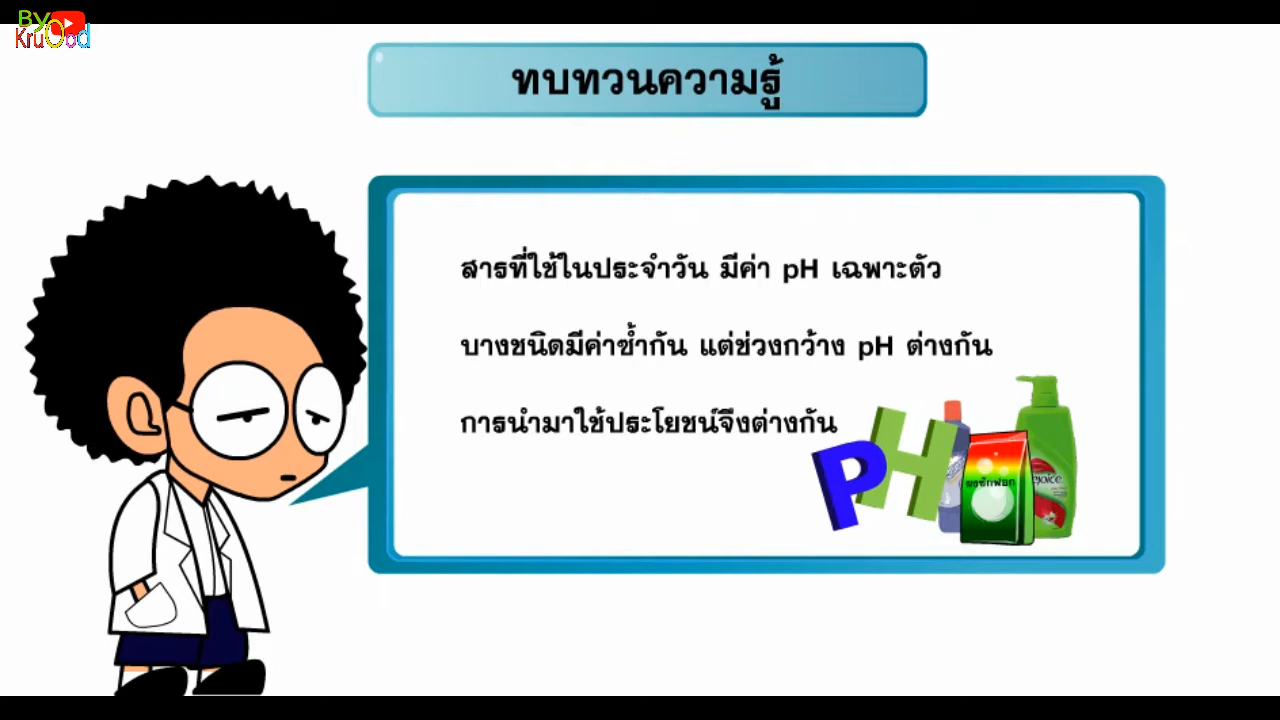 By
KruOod
ทบทวนความรู้
สารที่ใช้ในประจำวัน มีค่า pH เฉพาะตัว
บางชนิดมีค่าซ้ำกัน แต่ช่วงกว้าง pH ต่างกัน
การนำมาใช้ประโยชน์จึงต่างกัน
PH
ผงซักฟอก
ejoice